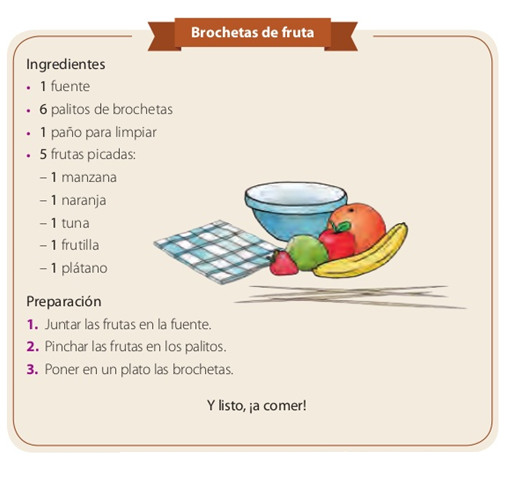 Brochetas de fruta
Ingredientes
• 1 fuente
• 6 palitos de brochetas
• 1 paño para limpiar
• 5 frutas picadas:
– 1 manzana
– 1 naranja
– 1 tuna
– 1 frutilla
– 1 plátano
Preparación
1. Juntar las frutas en la fuente.
2. Pinchar las frutas en los palitos.
3. Poner en un plato las brochetas.
Y listo, ¡a comer!